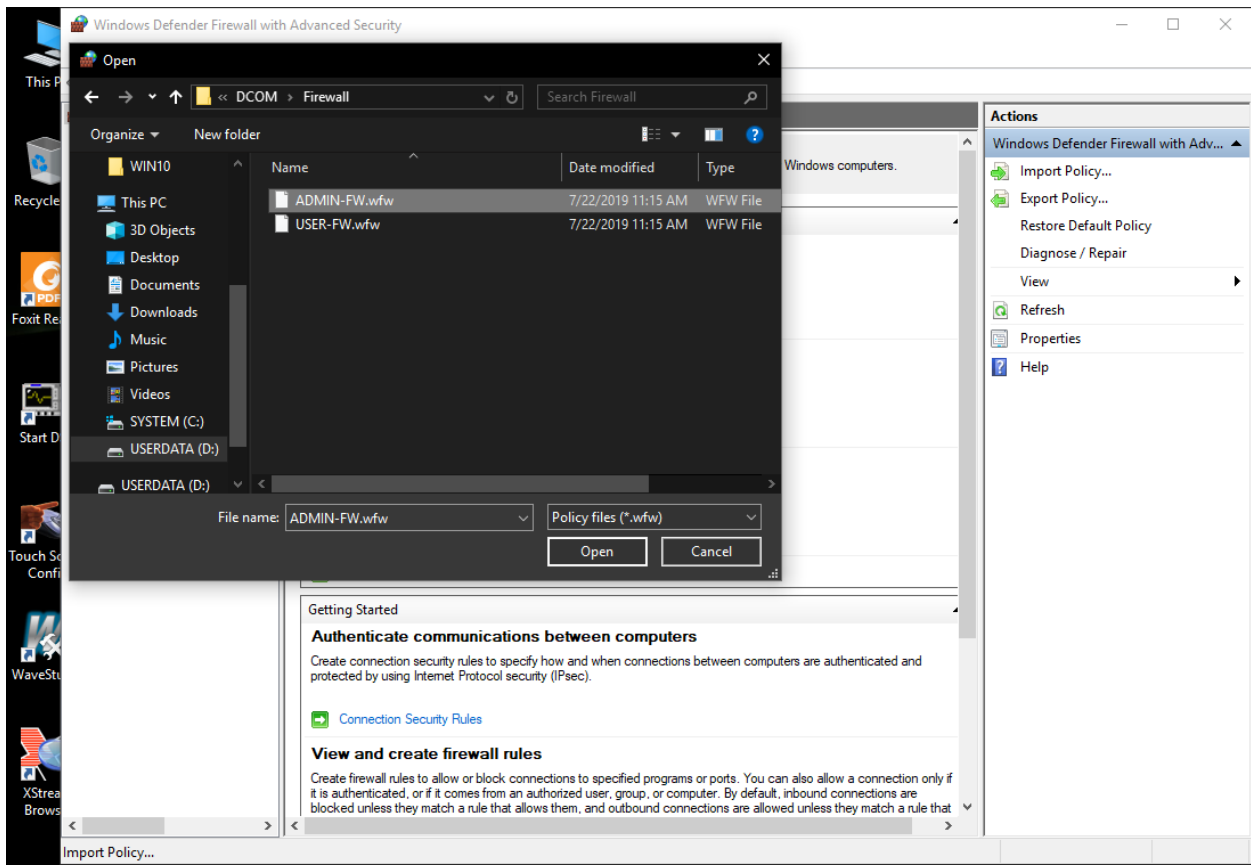 Windows Defender Firewall with Advanced Security
Open
This P
« DCOM > Firewall
Search Firewall
Organize
New folder
Name
Date modified
Type
WIN10
This PC
3D Objects
Desktop
Documents
Downloads
Music
Pictures
Videos
SYSTEM (C:)
USERDATA (D:)
USERDATA (D:)
ADMIN-FW.wfw 7/22/2019 11:15 AM WFW File
USER-FW.wfw 7/22/2019 11:15 AM WFW File
File name: ADMIN-FW.wfw
Policy files (*.wfw)
Open
Cancel
Recycle
PDF
Foxit Re
Start D
Touch Sc
Confi
WaveStu
XStrea
Brows
Windows computers.
Getting Started
Authenticate communications between computers
Create connection security rules to specify how and when connections between computers are authenticated and
protected by using Internet Protocol security (IPsec).
Connection Security Rules
View and create firewall rules
Create firewall rules to allow or block connections to specified programs or ports. You can also allow a connection only if
it is authenticated, or if it comes from an authorized user, group, or computer. By default, inbound connections are
blocked unless they match a rule that allows them, and outbound connections are allowed unless they match a rule that
Actions
Windows Defender Firewall with Adv...
Import Policy...
Export Policy...
Restore Default Policy
Diagnose / Repair
View
Refresh
Properties
Help
Import Policy...